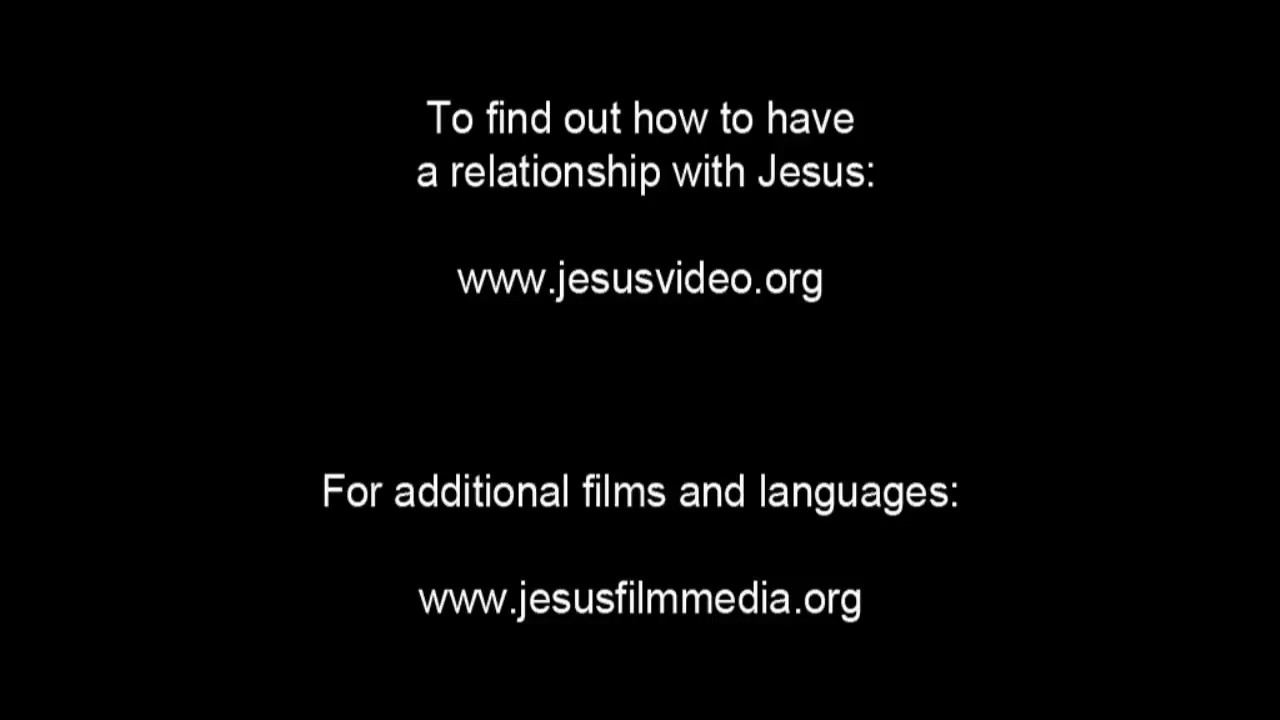 To find out how to have
a relationship with Jesus:
www.jesusvideo.org
For additional films and languages:
www.jesusfilmmedia.org